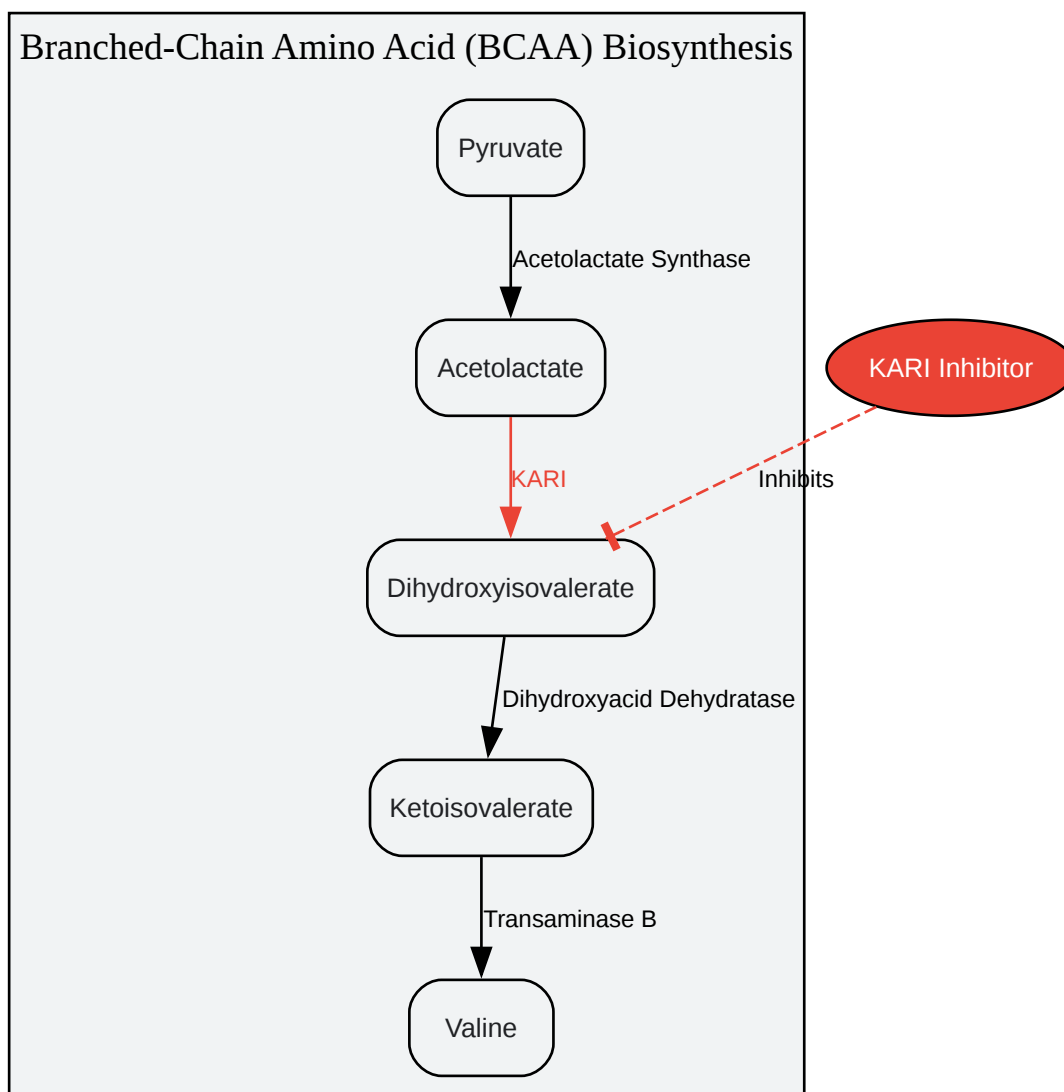 Branched-Chain Amino Acid (BCAA) Biosynthesis
Pyruvate
Acetolactate Synthase
Acetolactate
KARI Inhibitor
KARI
Inhibits
Dihydroxyisovalerate
Dihydroxyacid Dehydratase
Ketoisovalerate
Transaminase B
Valine